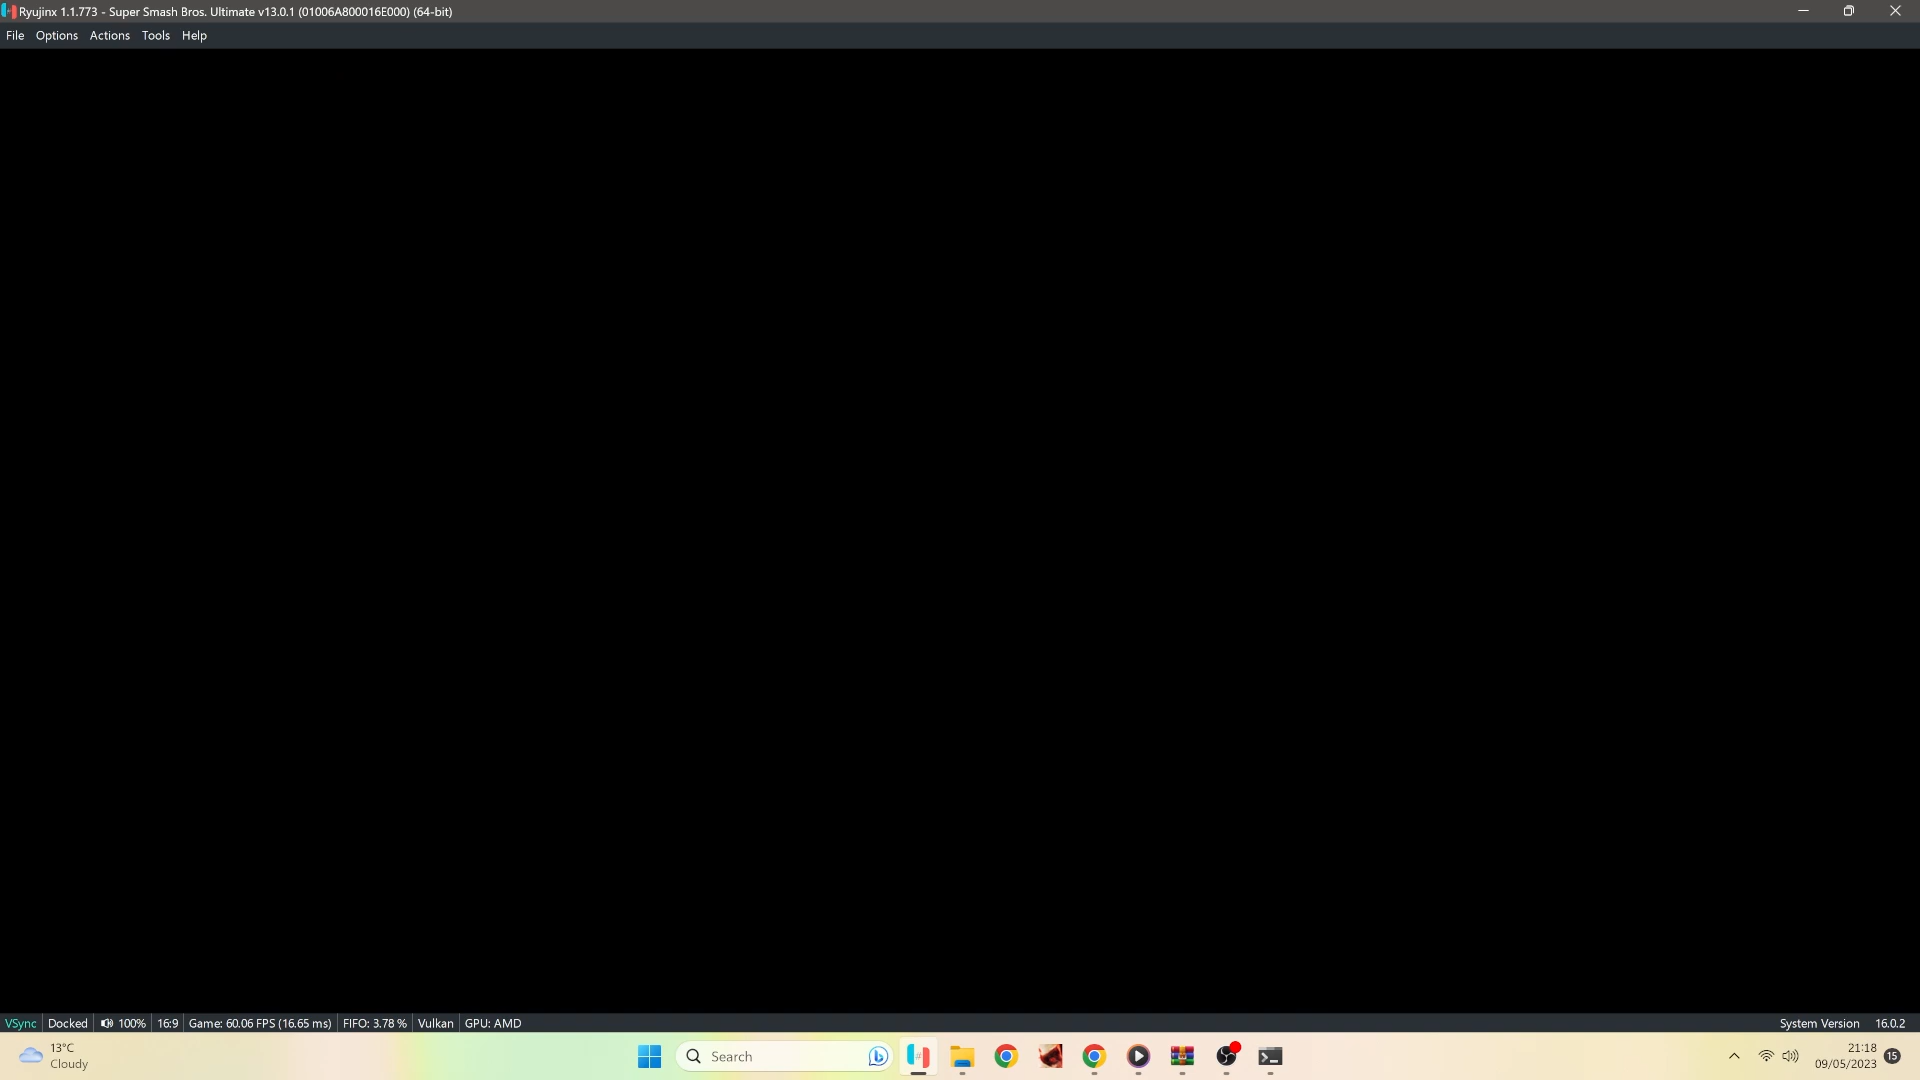 Ryujinx 1.1.773 - Super Smash Bros. Ultimate v13.0.1 (01006A800016E000) (64-bit)
File Options Actions Tools Help
VSync Docked 100% 16:9 Game: 60.06 FPS (16.65 ms) FIFO: 3.78 % Vulkan GPU: AMD System Version 16.0.2
13°C
Cloudy
Search
21:18
09/05/2023
15